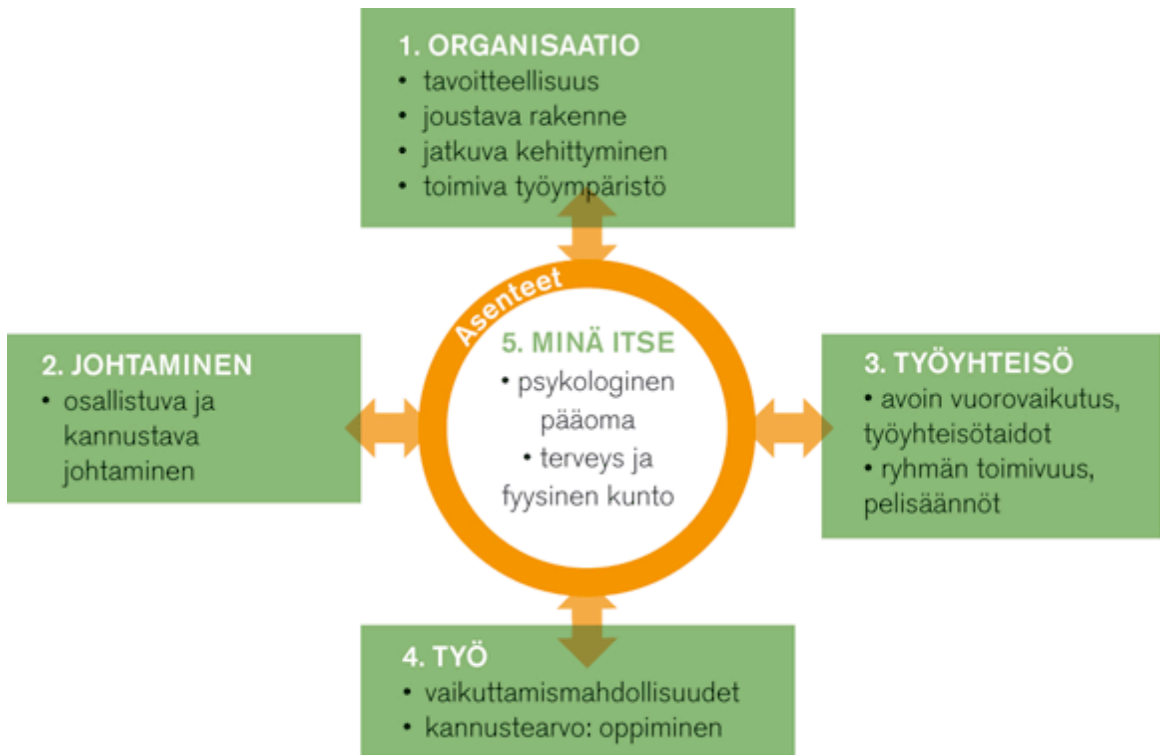 1. ORGANISAATIO
• tavoitteellisuus
• joustava rakenne
• jatkuva kehittyminen
• toimiva työympäristö
Asenteet
5. MINÄ ITSE
• psykologinen
pääoma
• terveys ja
fyysinen kunto
2. JOHTAMINEN
• osallistuva ja
kannustava
johtaminen
3. TYÖYHTEISÖ
• avoin vuorovaikutus,
työyhteisötaidot
• ryhmän toimivuus,
pelisäännöt
4. TYÖ
• vaikuttamismahdollisuudet
• kannustearvo: oppiminen